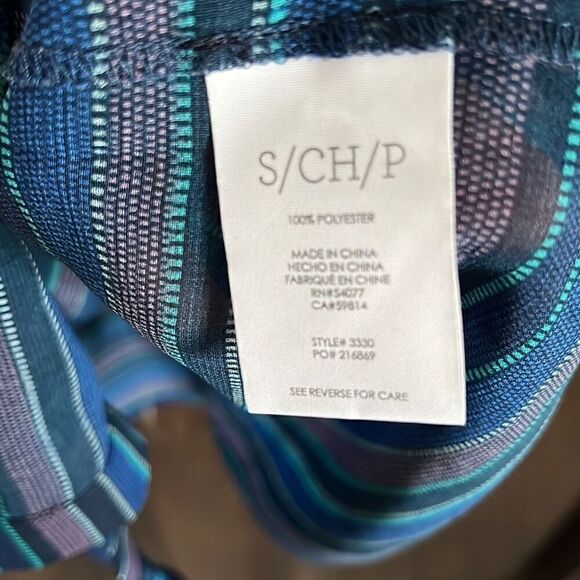 S/CH/P
100% POLYESTER
MADE IN CHINA
HECHO EN CHINA
FABRIQUÉ EN CHINE
RN#54077
CA#59814
STYLE# 3330
PO# 216869
SEE REVERSE FOR CARE